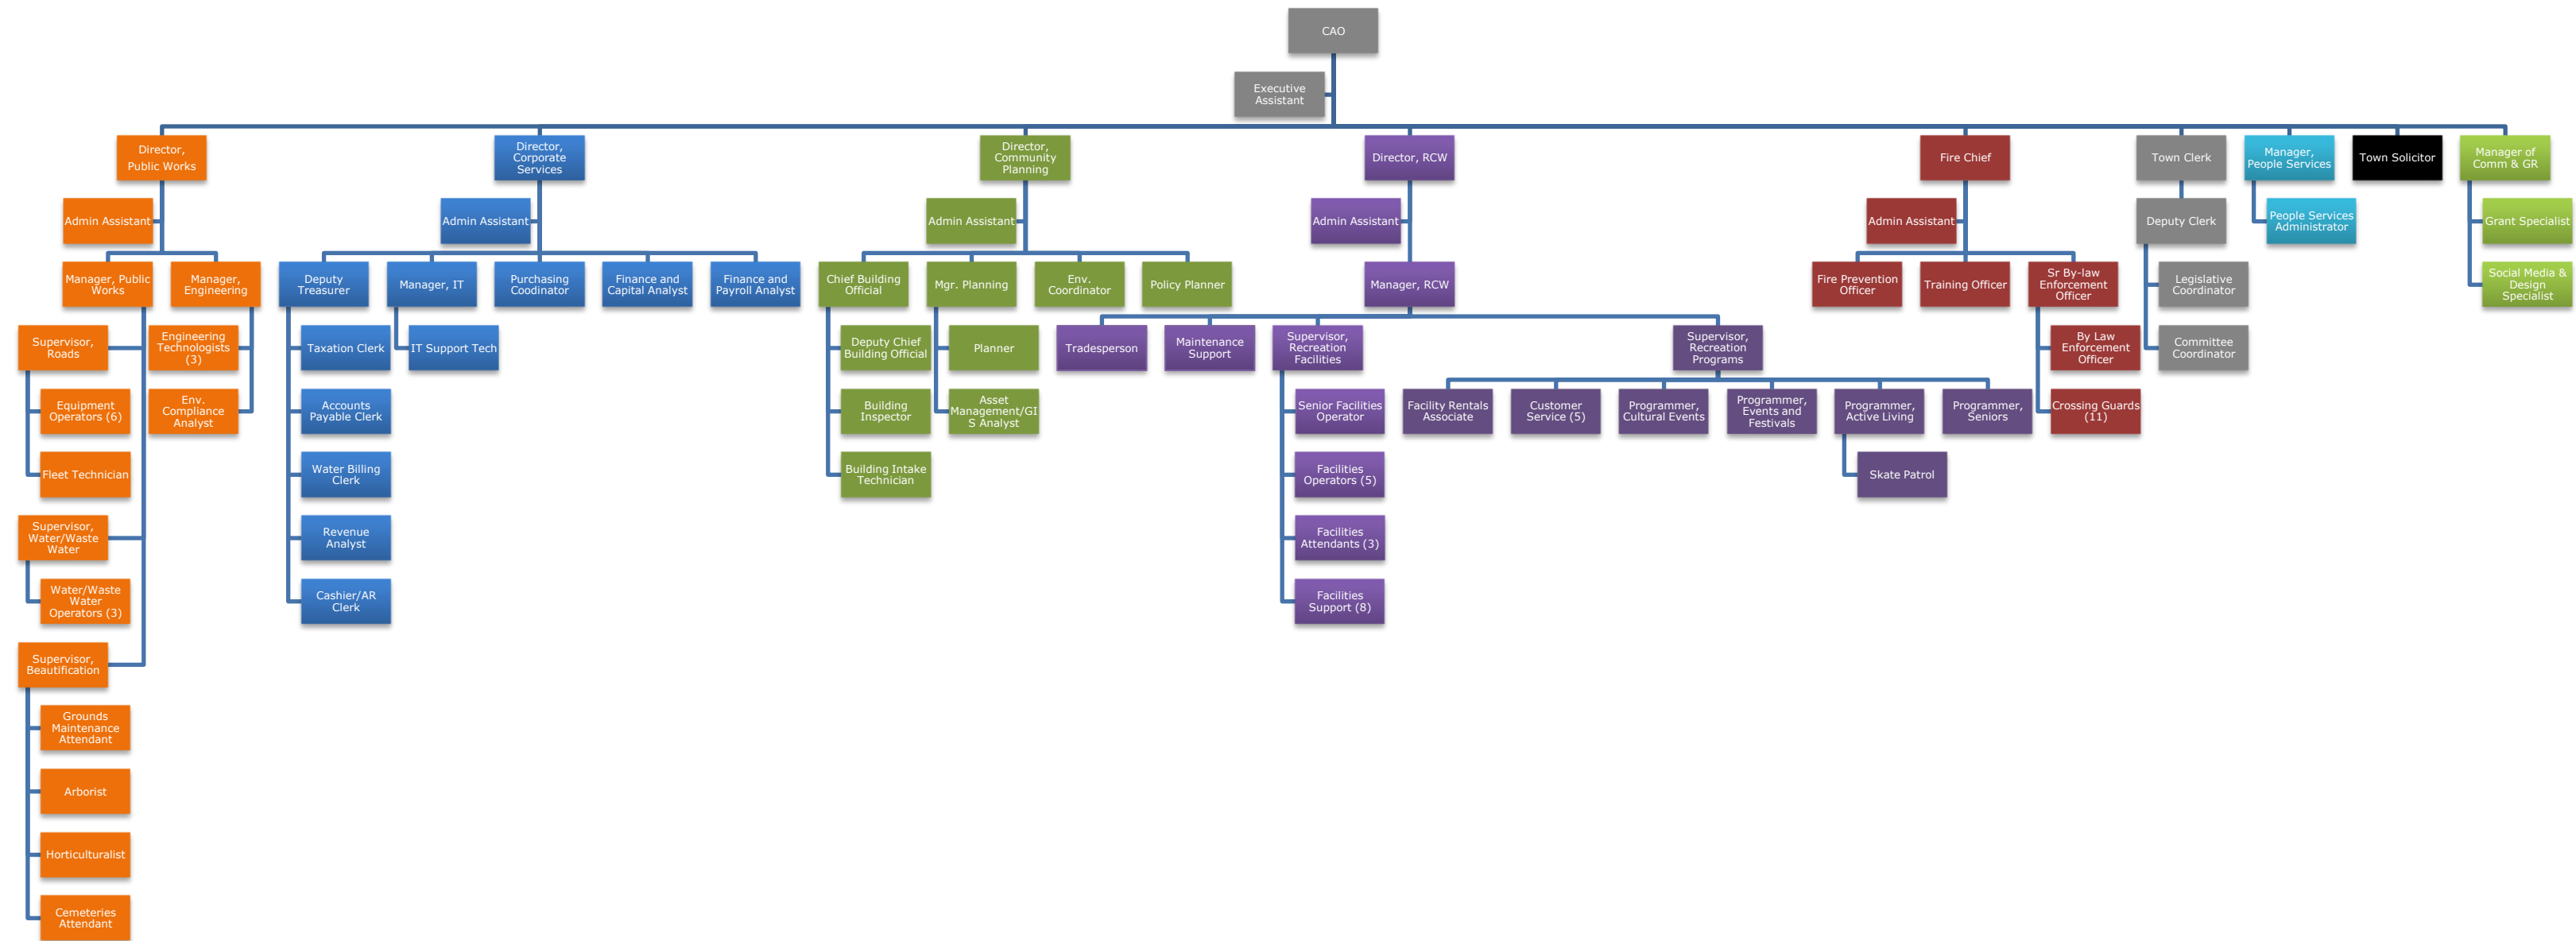 CAO
Executive
Assistant
Director,
Public Works
Director,
Corporate
Services
Director,
Community
Planning
Director, RCW
Fire Chief
Town Clerk
Manager,
People Services
Town Solicitor
Manager of
Comm & GR
Admin Assistant
Admin Assistant
Admin Assistant
Admin Assistant
Admin Assistant
Deputy Clerk
People Services
Administrator
Grant Specialist
Manager, Public
Works
Manager,
Engineering
Deputy
Treasurer
Manager, IT
Purchasing
Coodinator
Finance and
Capital Analyst
Finance and
Payroll Analyst
Chief Building
Official
Mgr. Planning
Env.
Coordinator
Policy Planner
Manager, RCW
Fire Prevention
Officer
Training Officer
Sr By-law
Enforcement
Officer
Legislative
Coordinator
Social Media &
Design
Specialist
Supervisor,
Roads
Engineering
Technologists
(3)
Taxation Clerk
IT Support Tech
Deputy Chief
Building Official
Planner
Tradesperson
Maintenance
Support
Supervisor,
Recreation
Facilities
Supervisor,
Recreation
Programs
By Law
Enforcement
Officer
Committee
Coordinator
Equipment
Operators (6)
Env.
Compliance
Analyst
Accounts
Payable Clerk
Building
Inspector
Asset
Management/GI
S Analyst
Senior Facilities
Operator
Facility Rentals
Associate
Customer
Service (5)
Programmer,
Cultural Events
Programmer,
Events and
Festivals
Programmer,
Active Living
Programmer,
Seniors
Crossing Guards
(11)
Fleet Technician
Water Billing
Clerk
Building Intake
Technician
Facilities
Operators (5)
Skate Patrol
Supervisor,
Water/Waste
Water
Revenue
Analyst
Facilities
Attendants (3)
Water/Waste
Water
Operators (3)
Cashier/AR
Clerk
Facilities
Support (8)
Supervisor,
Beautification
Grounds
Maintenance
Attendant
Arborist
Horticulturalist
Cemeteries
Attendant